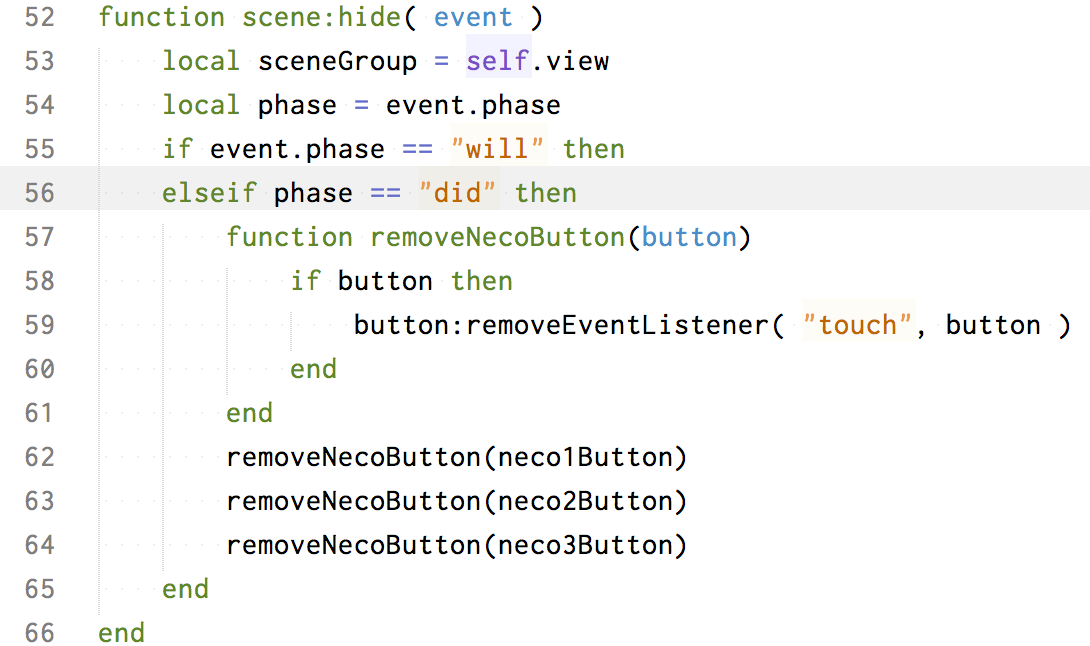 52 function scene:hide( event )
53 local sceneGroup = self.view
54 local phase = event.phase
55 if event.phase == "will" then
56 elseif phase == "did" then
57 function removeNecoButton(button)
58 if button then
59 button:removeEventListener( "touch", button )
60 end
61 end
62 removeNecoButton(neco1Button)
63 removeNecoButton(neco2Button)
64 removeNecoButton(neco3Button)
65 end
66 end